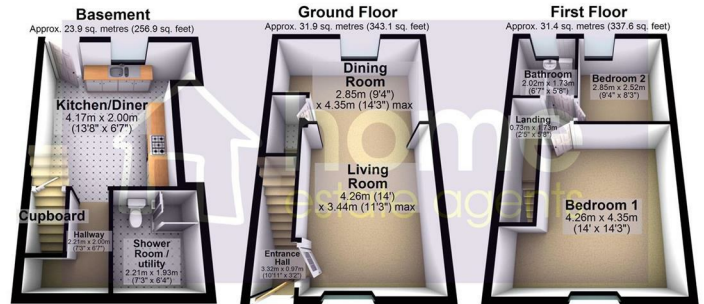 Basement
Approx. 23.9 sq. metres (256.9 sq. feet)
Kitchen/Diner
4.17m x 2.00m
(13'8" x 6'7")
Cupboard
Hallway
2.21m x 2.00m
(7'3" x 6'7")
Shower
Room /
utility
2.21m x 1.93m
(7'3" x 6'4")
Ground Floor
Approx. 31.9 sq. metres (343.1 sq. feet)
Dining
Room
2.85m (9'4")
x 4.35m (14'3") max
Living
Room
4.26m (14')
x 3.44m (11'3") max
Entrance
Hall
3.32m x 0.97m
(10'11" x 3'2")
First Floor
Approx. 31.4 sq. metres (337.6 sq. feet)
Bathroom
2.02m x 1.73m
(6'7" x 5'8")
Bedroom 2
2.85m x 2.52m
(9'4" x 8'3")
Landing
0.73m x 1.73m
(2'5" x 5'8")
Bedroom 1
4.26m x 4.35m
(14' x 14'3")
home
estate agents